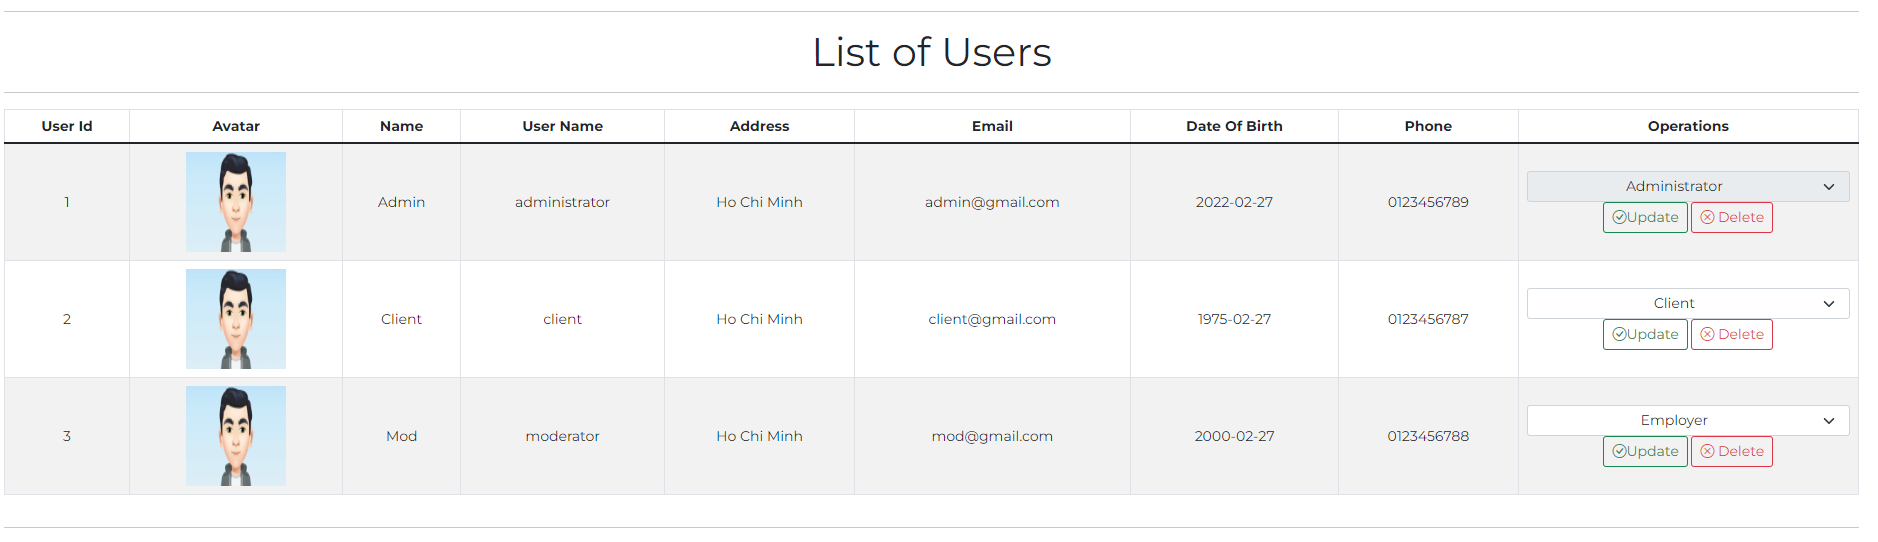 List of Users
User Id Avatar Name User Name Address Email Date Of Birth Phone Operations
1 Admin administrator Ho Chi Minh admin@gmail.com 2022-02-27 0123456789 Administrator
Update Delete
2 Client client Ho Chi Minh client@gmail.com 1975-02-27 0123456787 Client
Update Delete
3 Mod moderator Ho Chi Minh mod@gmail.com 2000-02-27 0123456788 Employer
Update Delete